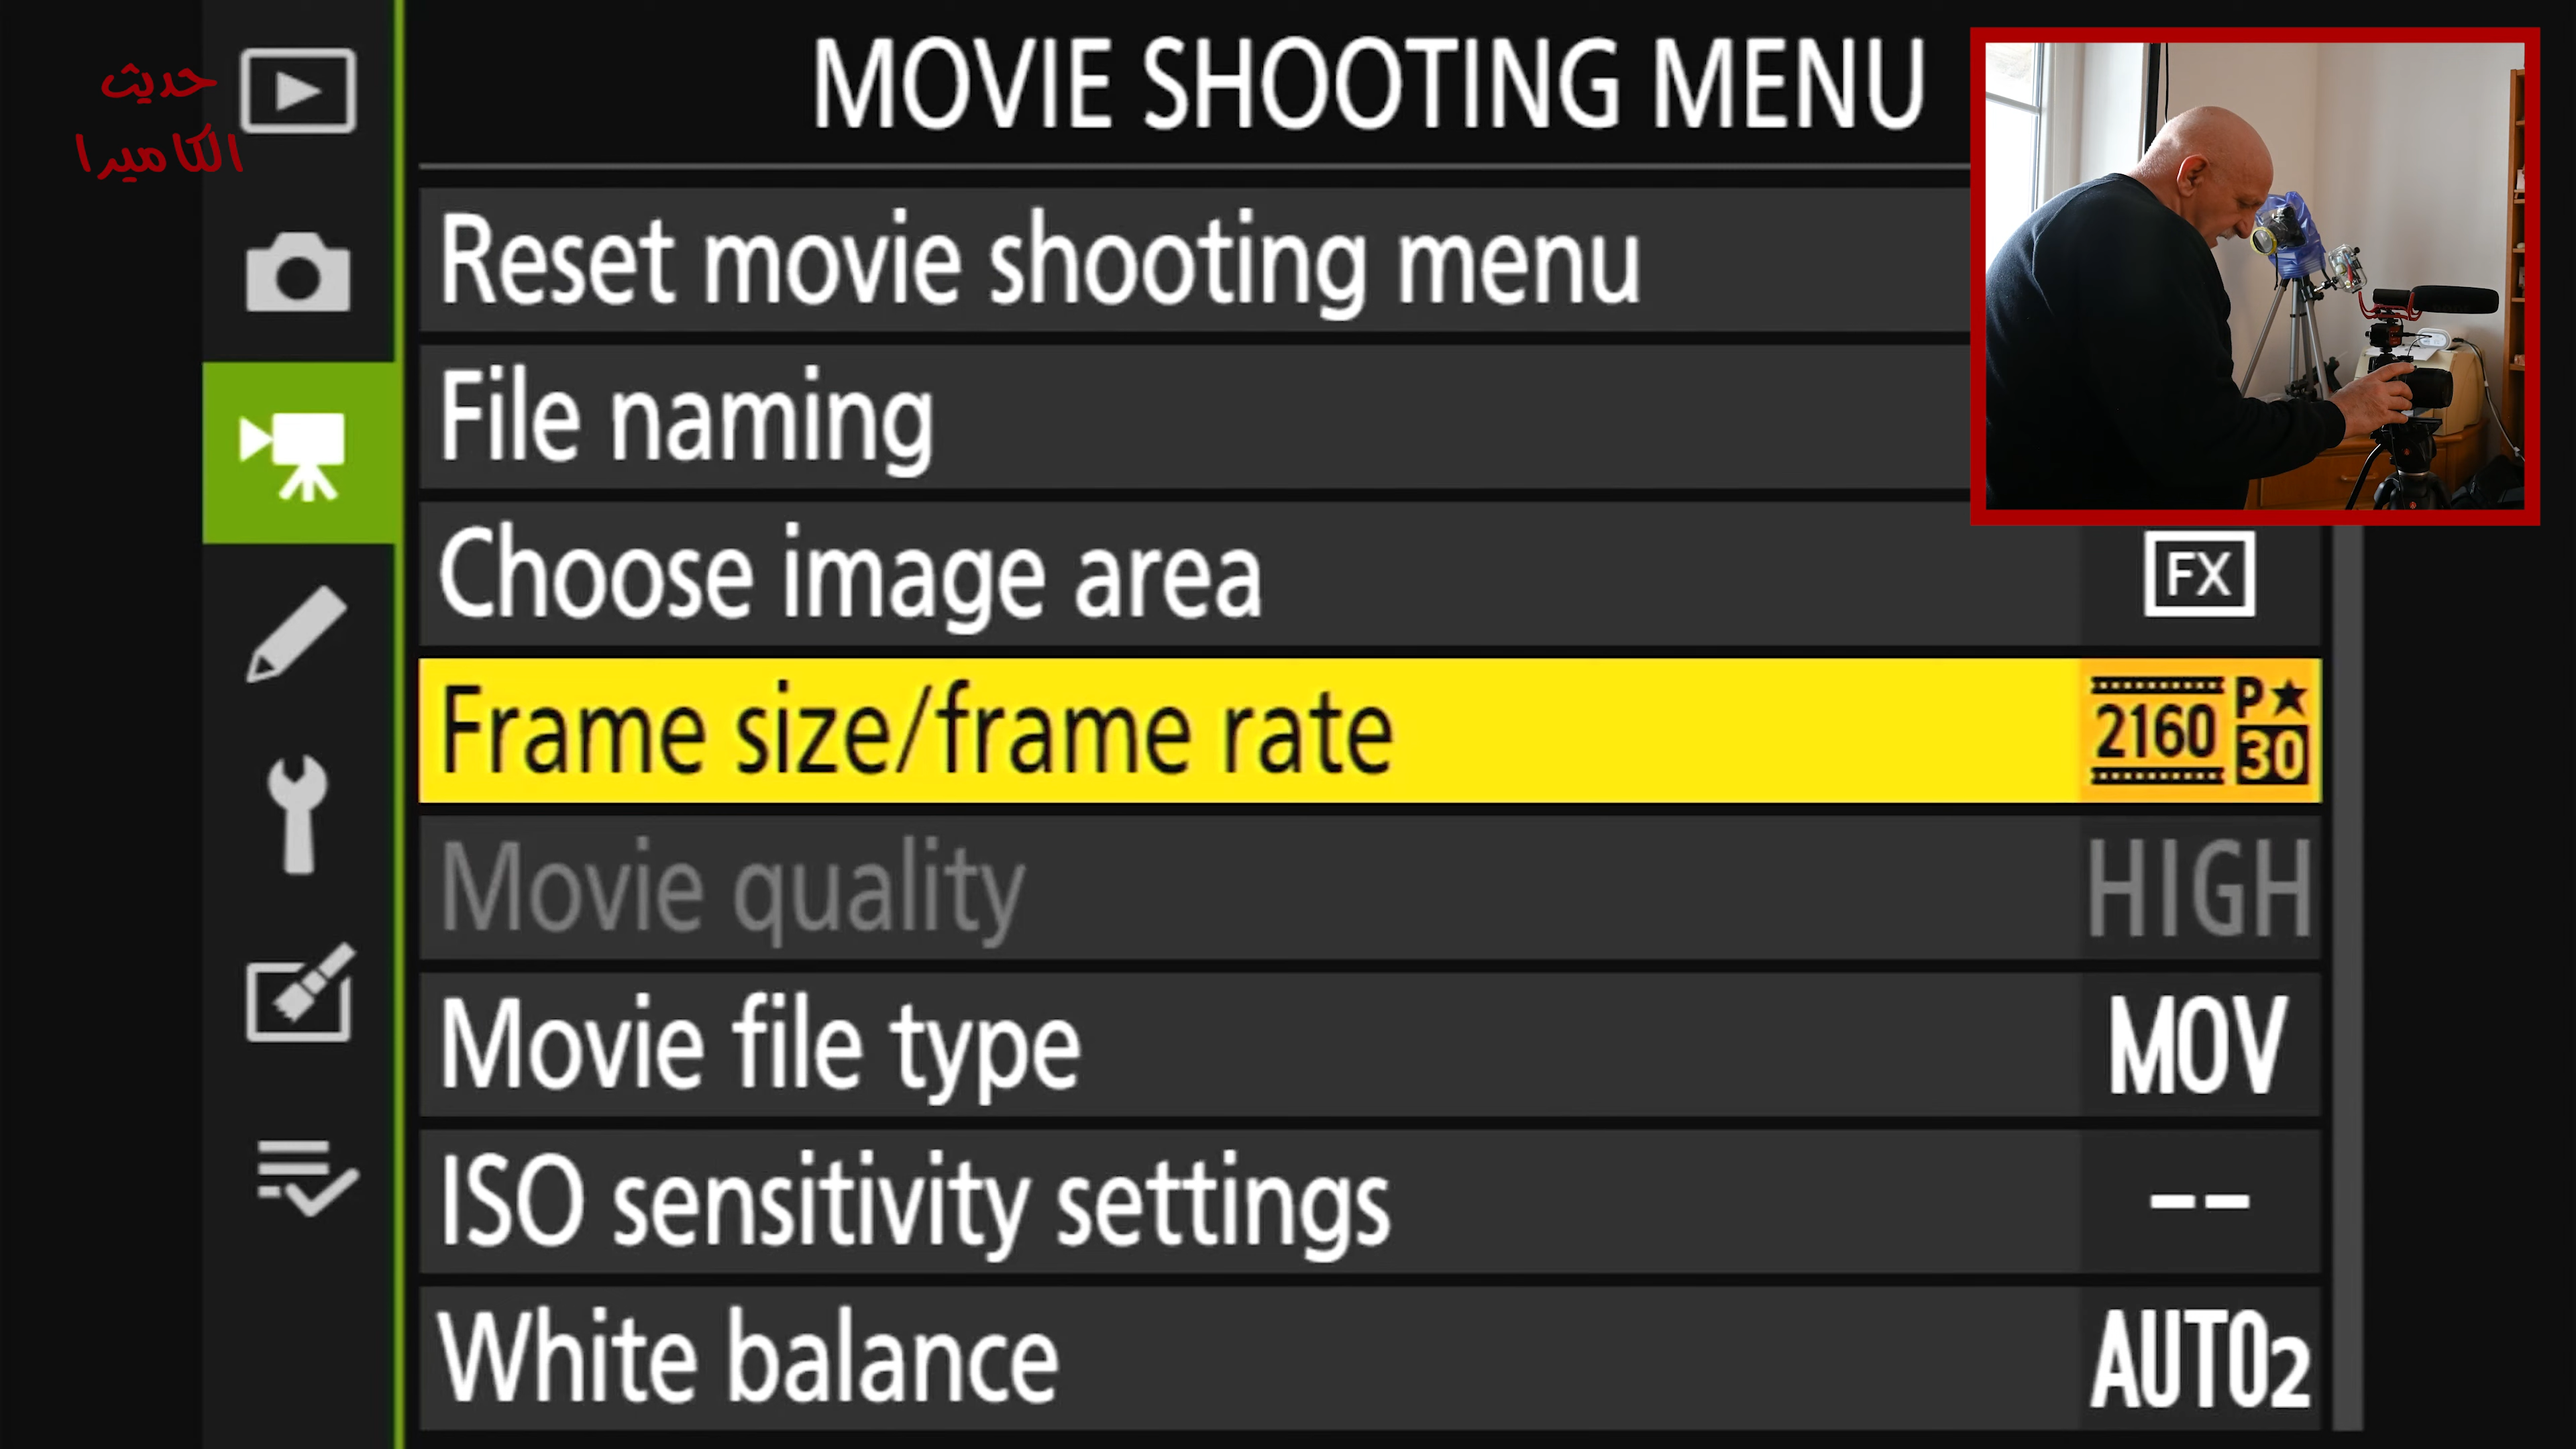 حديث
الكاميرا
MOVIE SHOOTING MENU
Reset movie shooting menu
File naming
Choose image area FX
Frame size/frame rate 2160 P★ 30
Movie quality HIGH
Movie file type MOV
ISO sensitivity settings --
White balance AUTO2